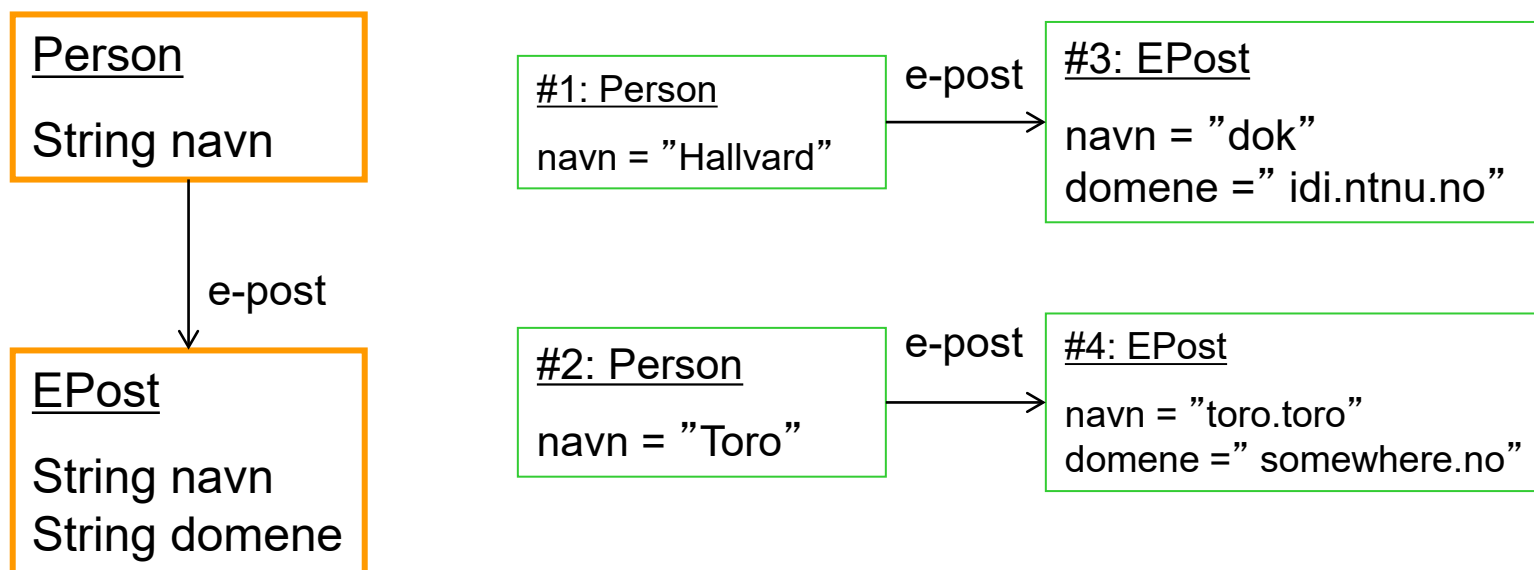 Person
String navn
e-post
EPost
String navn
String domene
#1: Person
navn = ”Hallvard”
e-post
#3: EPost
navn = ”dok”
domene =” idi.ntnu.no”
#2: Person
navn = ”Toro”
e-post
#4: EPost
navn = ”toro.toro”
domene =” somewhere.no”